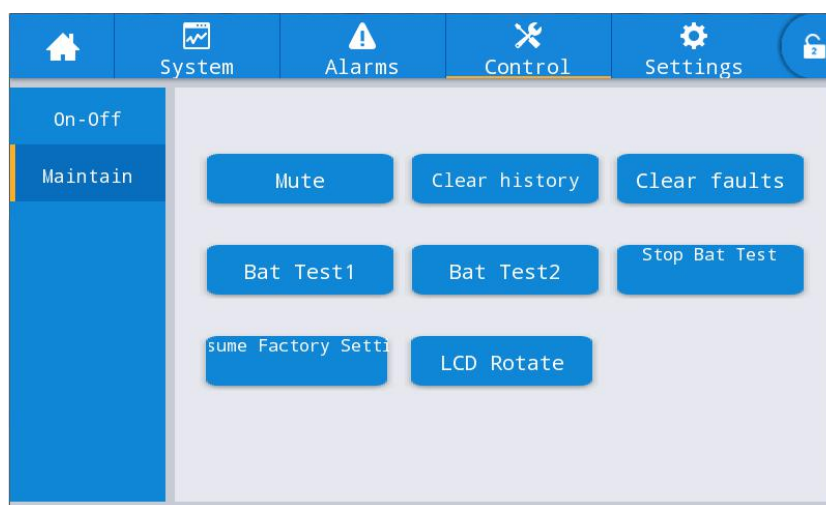 System
Alarms
Control
Settings
2
On-Off
Maintain
Mute
Clear history
Clear faults
Bat Test1
Bat Test2
Stop Bat Test
sume Factory Setti
LCD Rotate